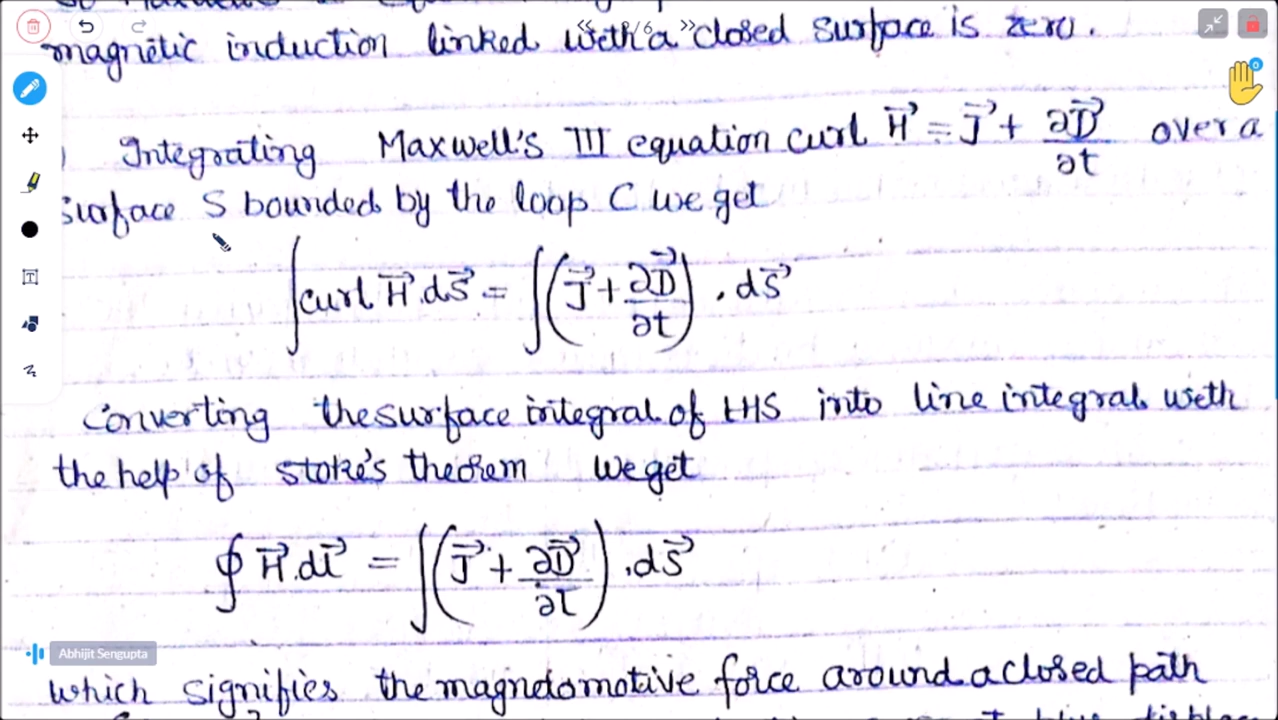 « 8/6 »
magnetic induction linked with a closed surface is zero.
Integrating Maxwell's III equation curl H⃗ = J⃗ + ∂D⃗/∂t over a
surface S bounded by the loop C we get
∫curl H⃗.dS⃗ = ∫(J⃗ + ∂D⃗/∂t) . dS⃗
Converting the surface integral of LHS into line integral with
the help of stoke's theorem we get
∮ H⃗.dl⃗ = ∫(J⃗ + ∂D⃗/∂t) .dS⃗
Abhijit Sengupta
which signifies the magnetomotive force around a closed path